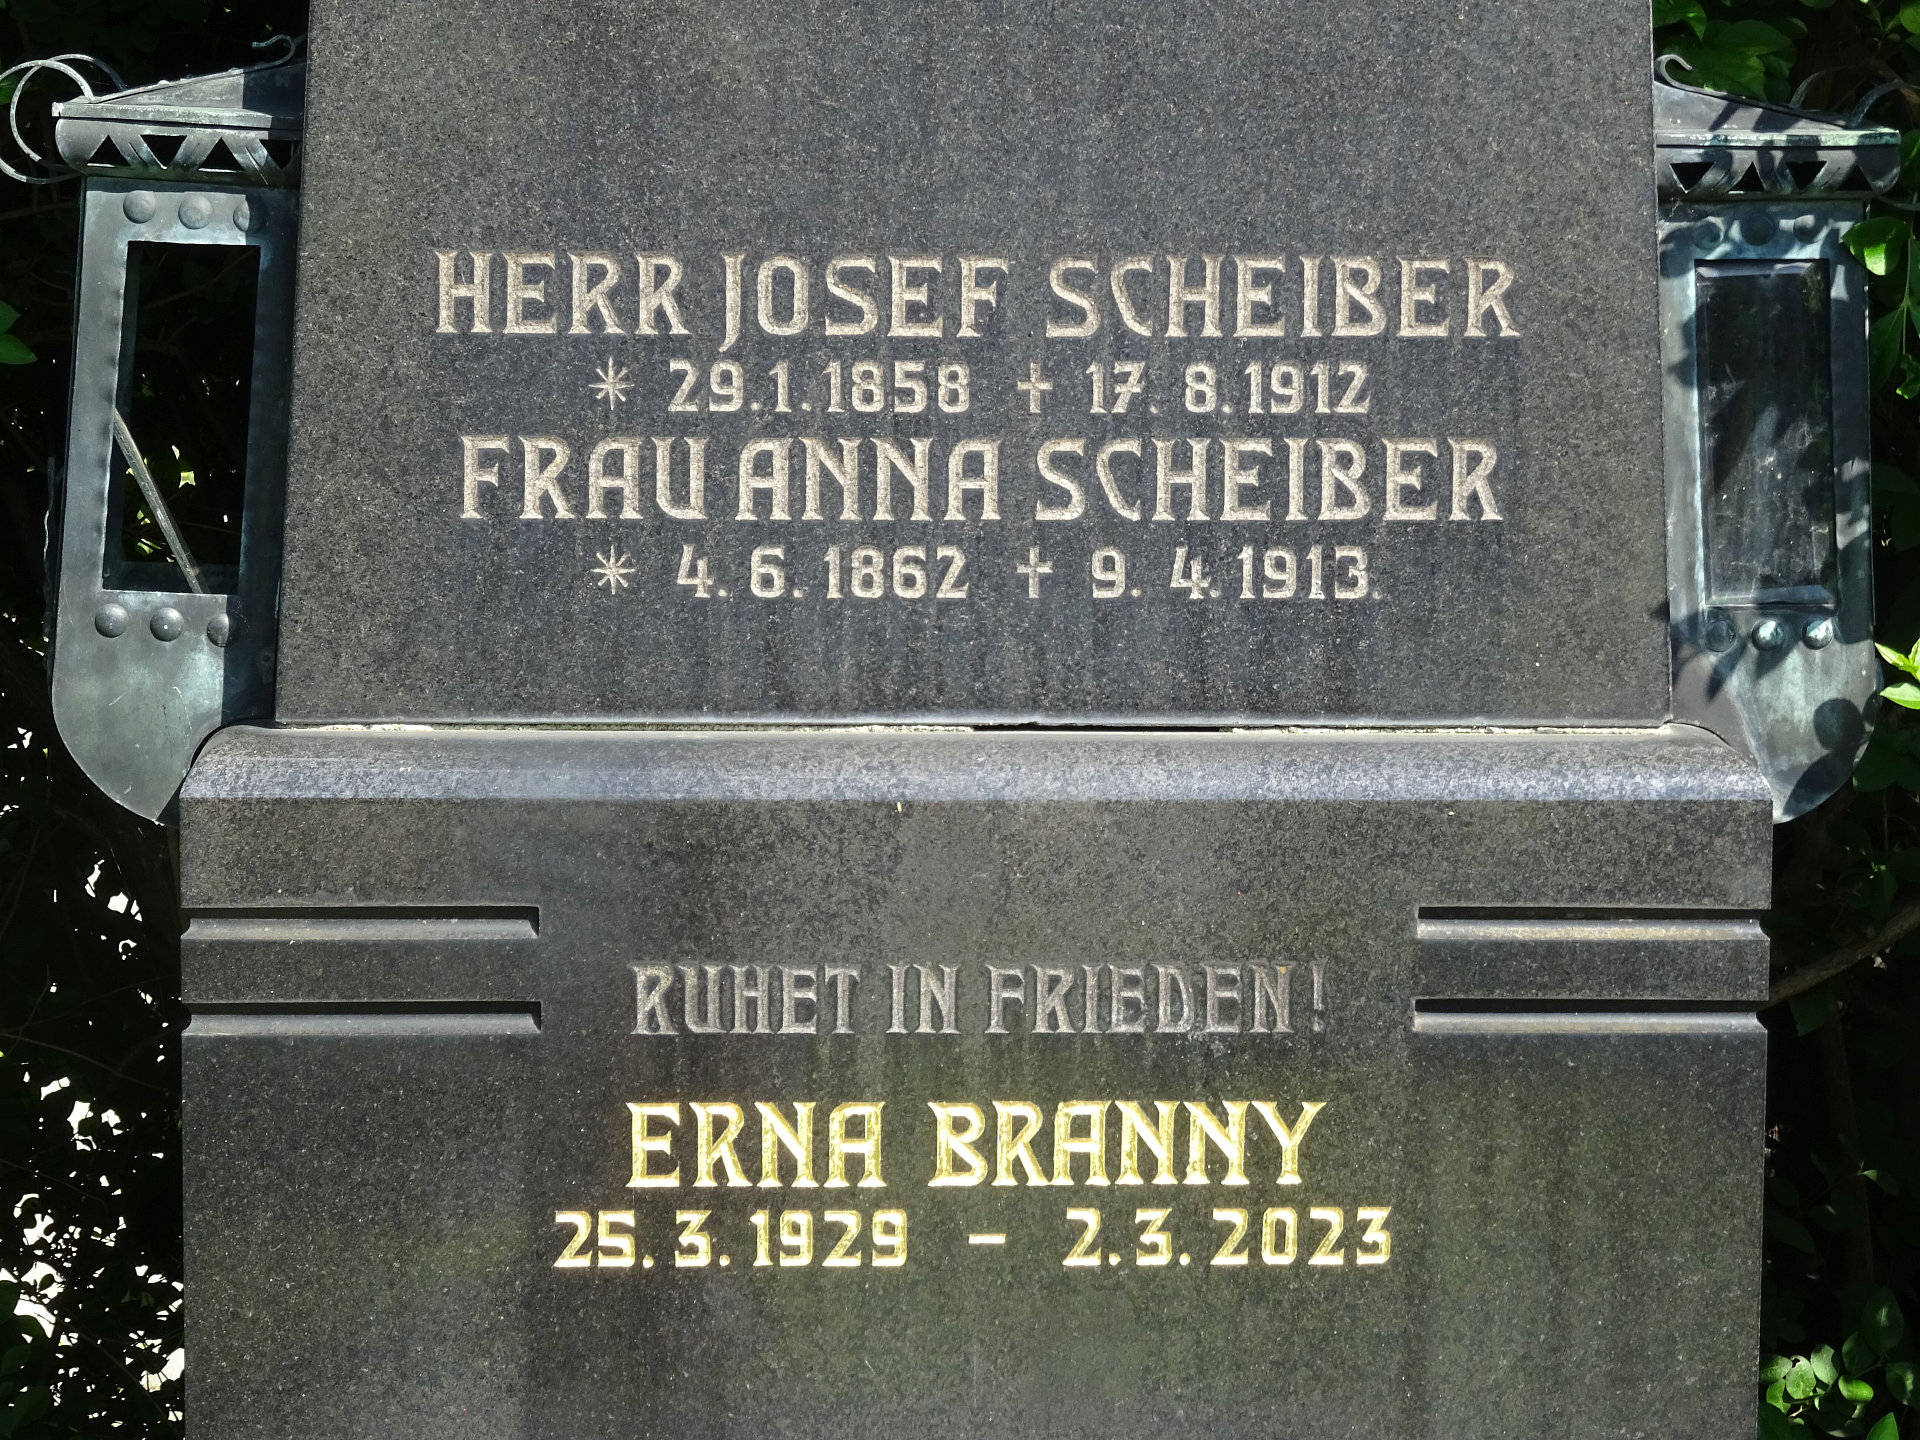 HERR JOSEF SCHEIBER
* 29.1.1858 † 17.8.1912
FRAU ANNA SCHEIBER
* 4.6.1862 † 9.4.1913.
RUHET IN FRIEDEN!
ERNA BRANNY
25.3.1929 - 2.3.2023